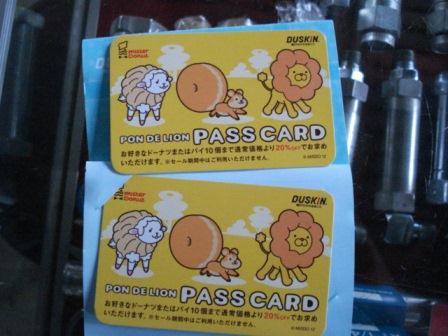 mister Donut
DUSKIN
PON DE LION PASS CARD
お好きなドーナツまたはパイ10個まで通常価格より20%OFFでお求め
いただけます。※セール期間中はご利用いただけません。
© MISDO 12
mister Donut
DUSKIN
PON DE LION PASS CARD
お好きなドーナツまたはパイ10個まで通常価格より20%OFFでお求め
いただけます。※セール期間中はご利用いただけません。
© MISDO 12